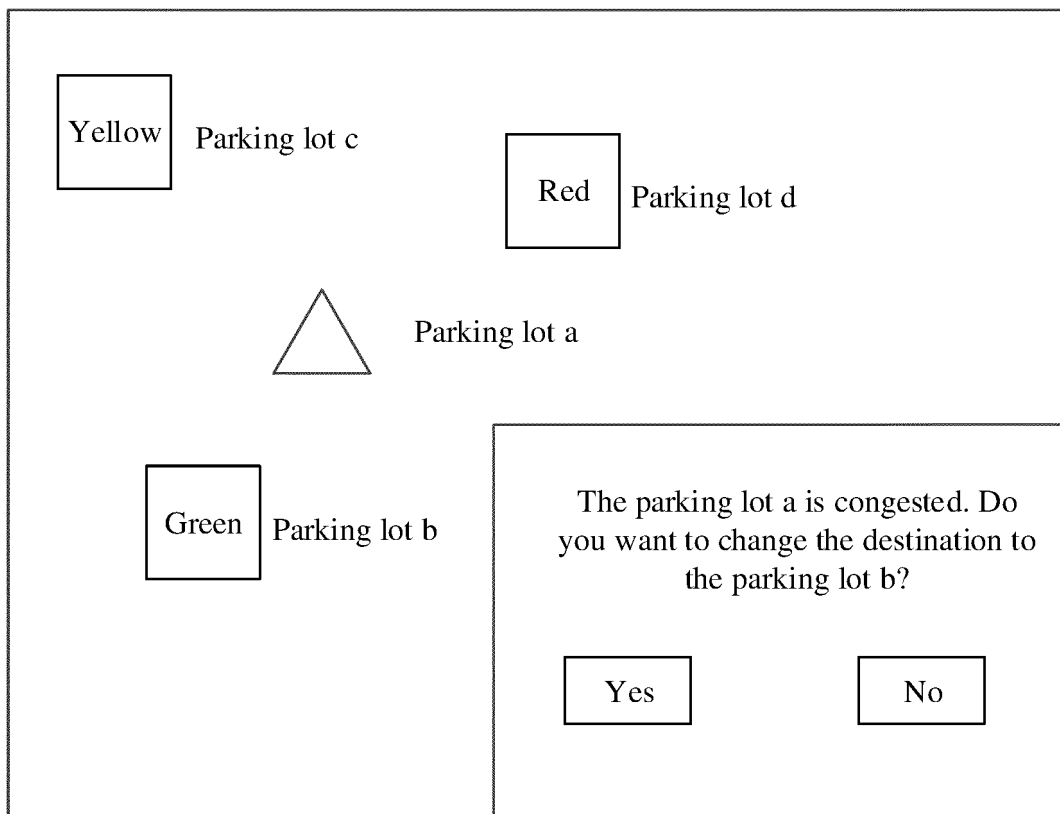 Yellow
Parking lot c
Red
Parking lot d
Parking lot a
Green
Parking lot b
The parking lot a is congested. Do
you want to change the destination to
the parking lot b?
Yes
No